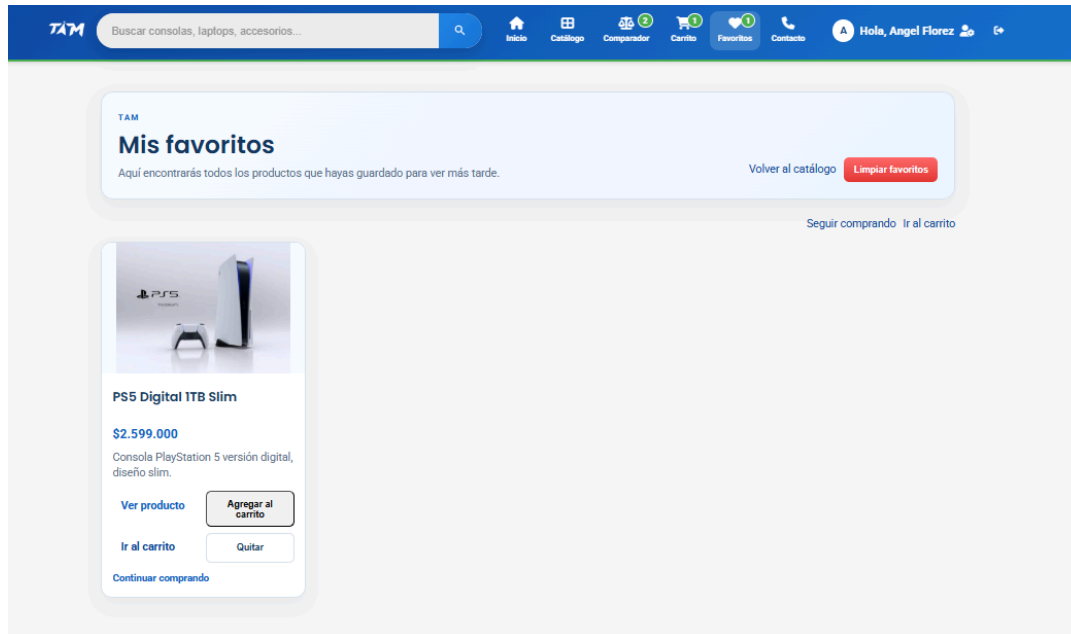 TAM
Buscar consolas, laptops, accesorios...
Inicio
Catálogo
2
Comparador
1
Carrito
1
Favoritos
Contacto
A
Hola, Angel Florez
TAM
Mis favoritos
Aquí encontrarás todos los productos que hayas guardado para ver más tarde.
Volver al catálogo
Limpiar favoritos
Seguir comprando Ir al carrito
PS5
PS5 Digital 1TB Slim
$2.599.000
Consola PlayStation 5 versión digital,
diseño slim.
Ver producto
Agregar al
carrito
Ir al carrito
Quitar
Continuar comprando